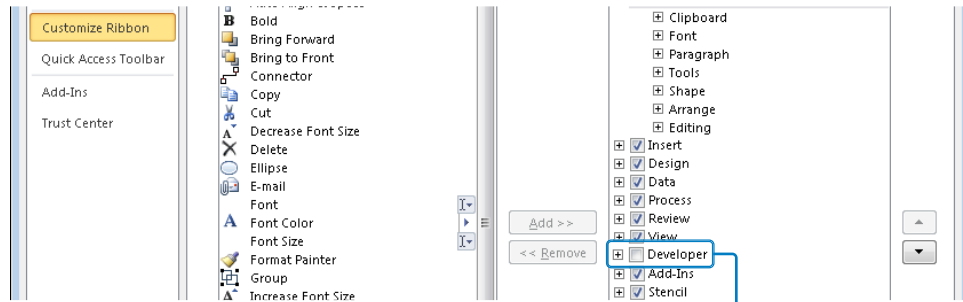 Customize Ribbon
Quick Access Toolbar
Add-Ins
Trust Center
Bold
Bring Forward
Bring to Front
Connector
Copy
Cut
Decrease Font Size
Delete
Ellipse
E-mail
Font
Font Color
Font Size
Format Painter
Group
Increase Font Size
Add >>
<< Remove
Clipboard
Font
Paragraph
Tools
Shape
Arrange
Editing
Insert
Design
Data
Process
Review
View
Developer
Add-Ins
Stencil